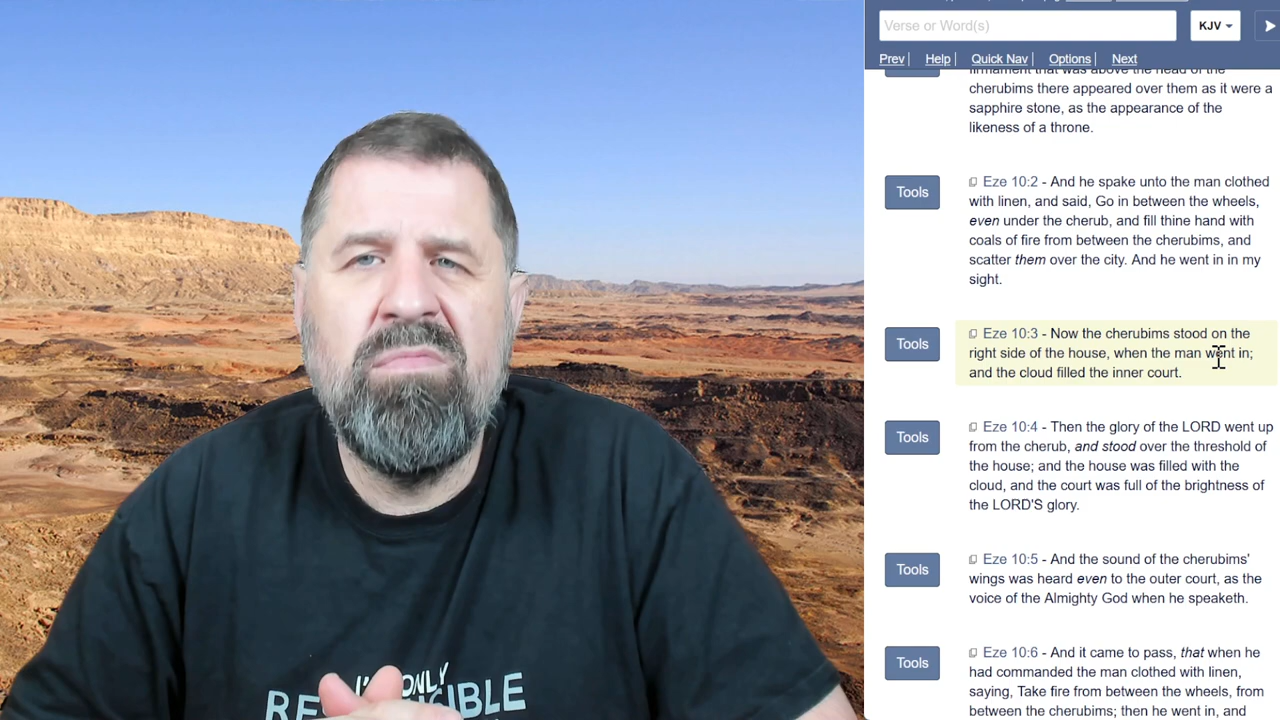 Verse or Word(s)
KJV
Prev | Help | Quick Nav | Options | Next
firmament that was above the head of the
cherubims there appeared over them as it were a
sapphire stone, as the appearance of the
likeness of a throne.
Tools
Eze 10:2 - And he spake unto the man clothed
with linen, and said, Go in between the wheels,
even under the cherub, and fill thine hand with
coals of fire from between the cherubims, and
scatter them over the city. And he went in in my
sight.
Tools
Eze 10:3 - Now the cherubims stood on the
right side of the house, when the man went in;
and the cloud filled the inner court.
Tools
Eze 10:4 - Then the glory of the LORD went up
from the cherub, and stood over the threshold of
the house; and the house was filled with the
cloud, and the court was full of the brightness of
the LORD'S glory.
Tools
Eze 10:5 - And the sound of the cherubims'
wings was heard even to the outer court, as the
voice of the Almighty God when he speaketh.
Tools
Eze 10:6 - And it came to pass, that when he
had commanded the man clothed with linen,
saying, Take fire from between the wheels, from
between the cherubims; then he went in, and
ONLY